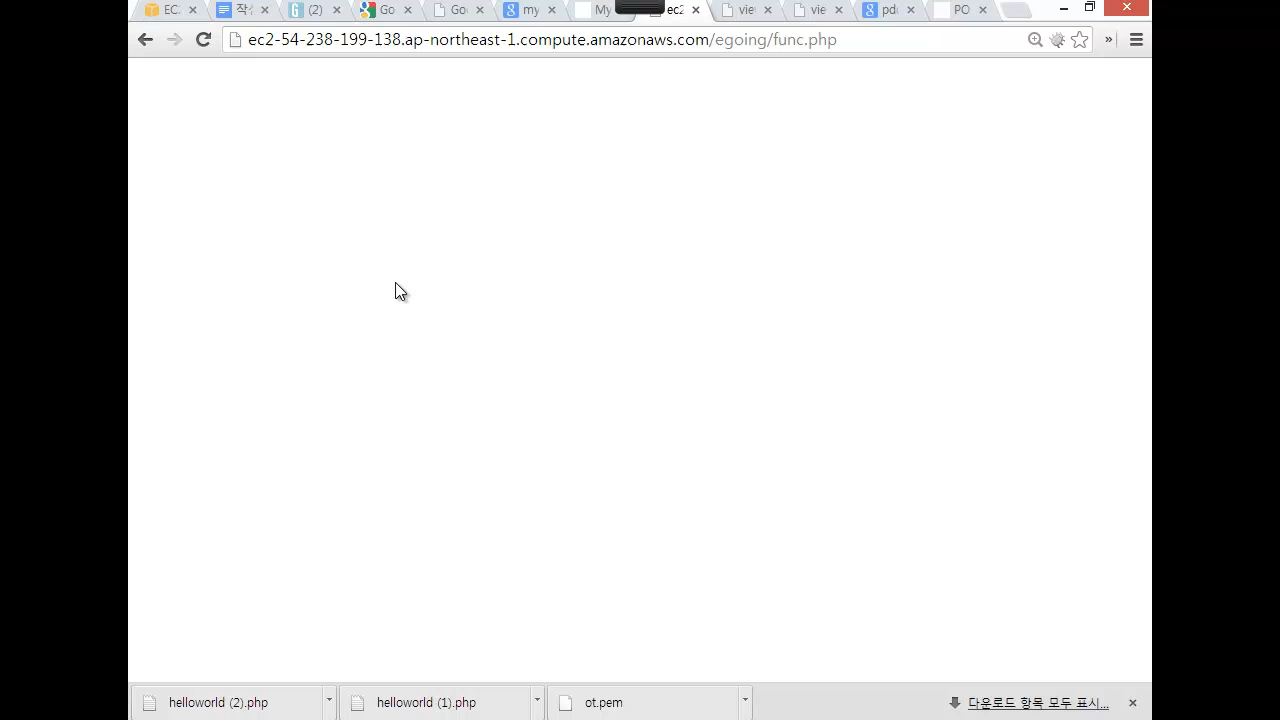 EC 작 (2) Go Go my My ec2 vie vie pd PO
ec2-54-238-199-138.ap-northeast-1.compute.amazonaws.com/egoing/func.php
helloworld (2).php helloworld (1).php ot.pem 다운로드 항목 모두 표시...